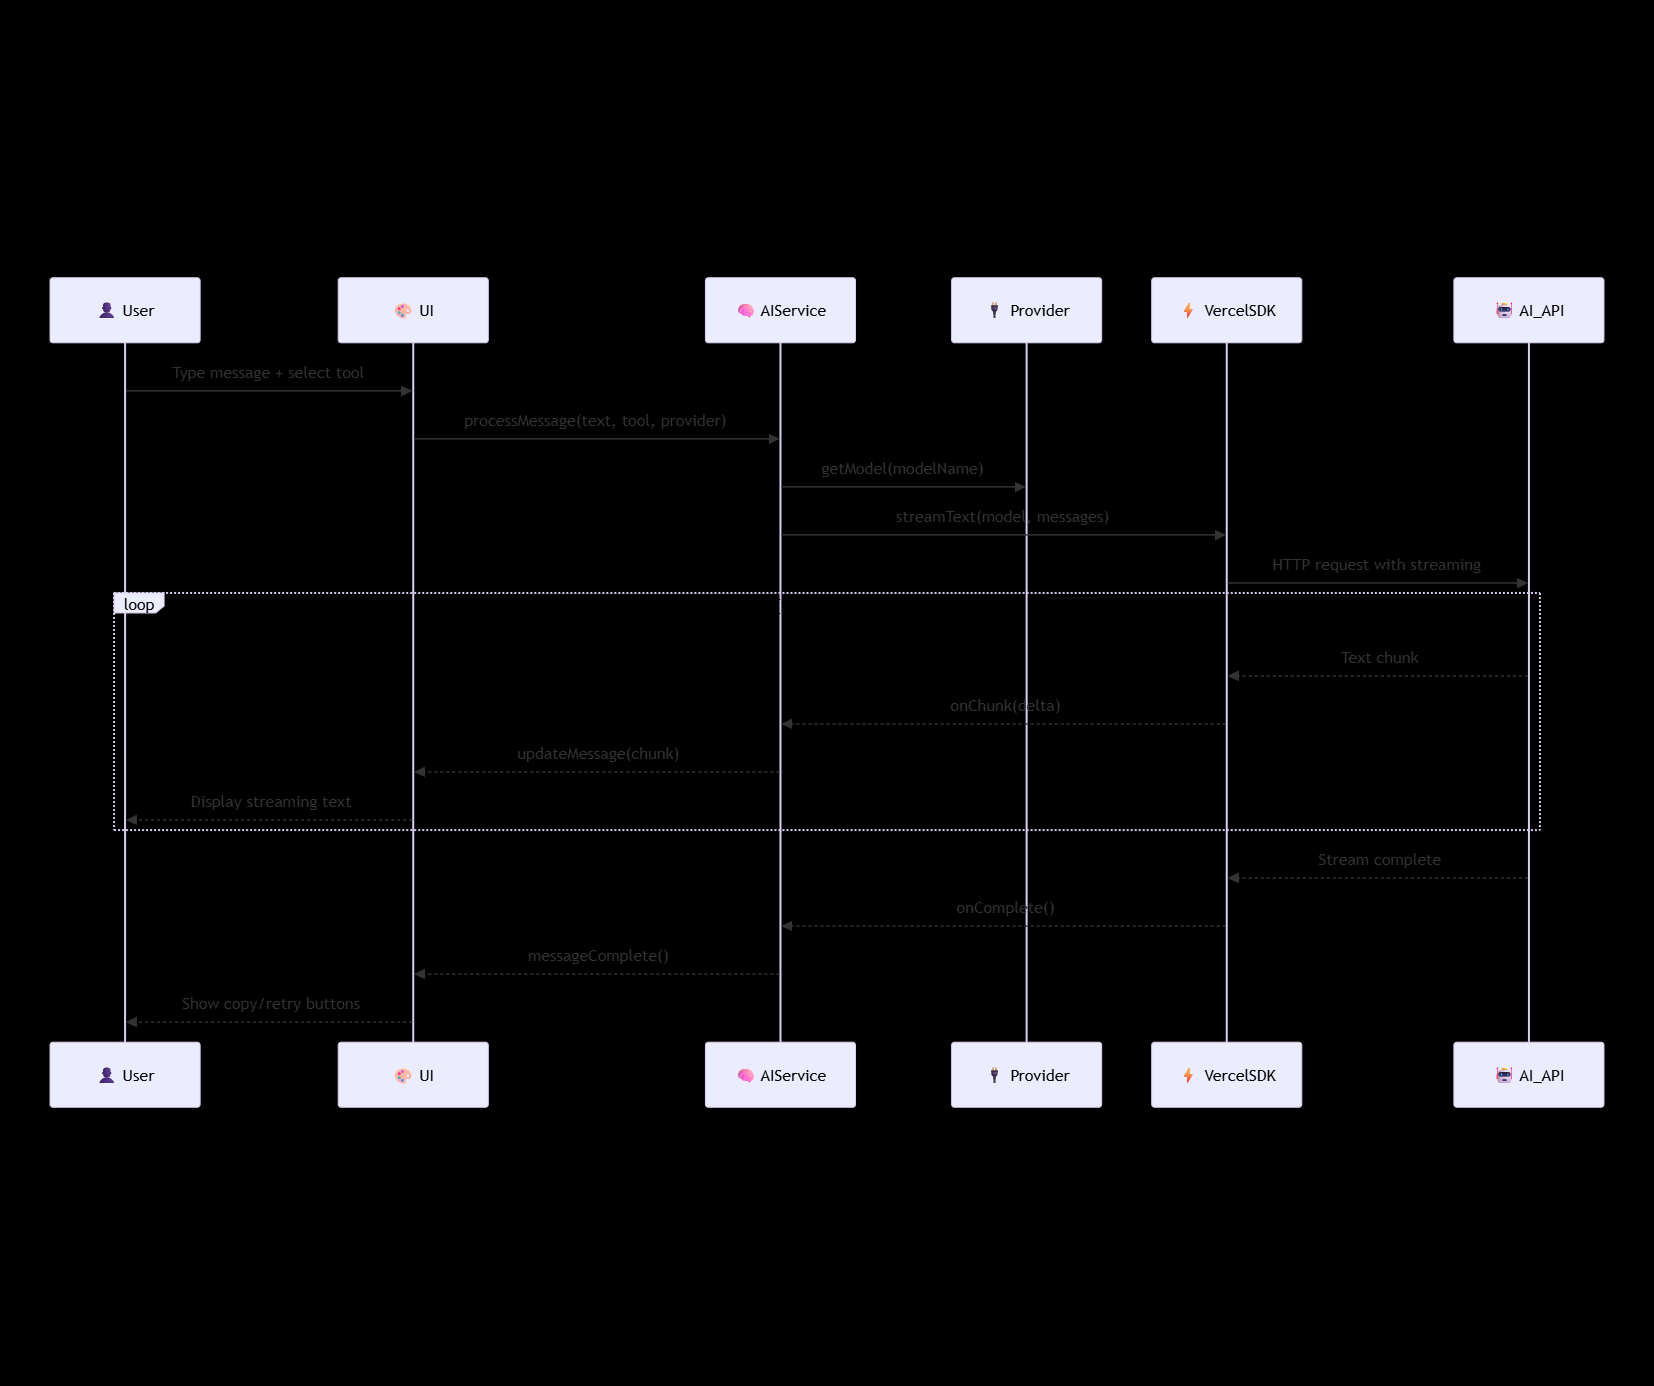 User
UI
AIService
Provider
VercelSDK
AI_API
Type message + select tool
processMessage(text, tool, provider)
getModel(modelName)
streamText(model, messages)
HTTP request with streaming
loop
Text chunk
onChunk(delta)
updateMessage(chunk)
Display streaming text
Stream complete
onComplete()
messageComplete()
Show copy/retry buttons
User
UI
AIService
Provider
VercelSDK
AI_API